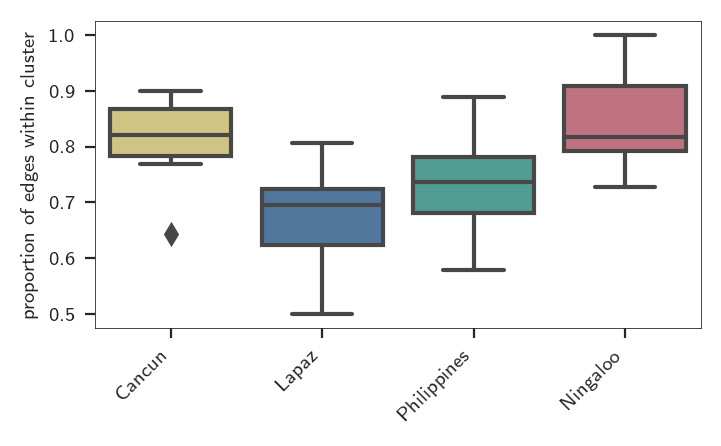 proportion of edges within cluster
1.0
0.9
0.8
0.7
0.6
0.5
Cancun
Lapaz
Philippines
Ningaloo